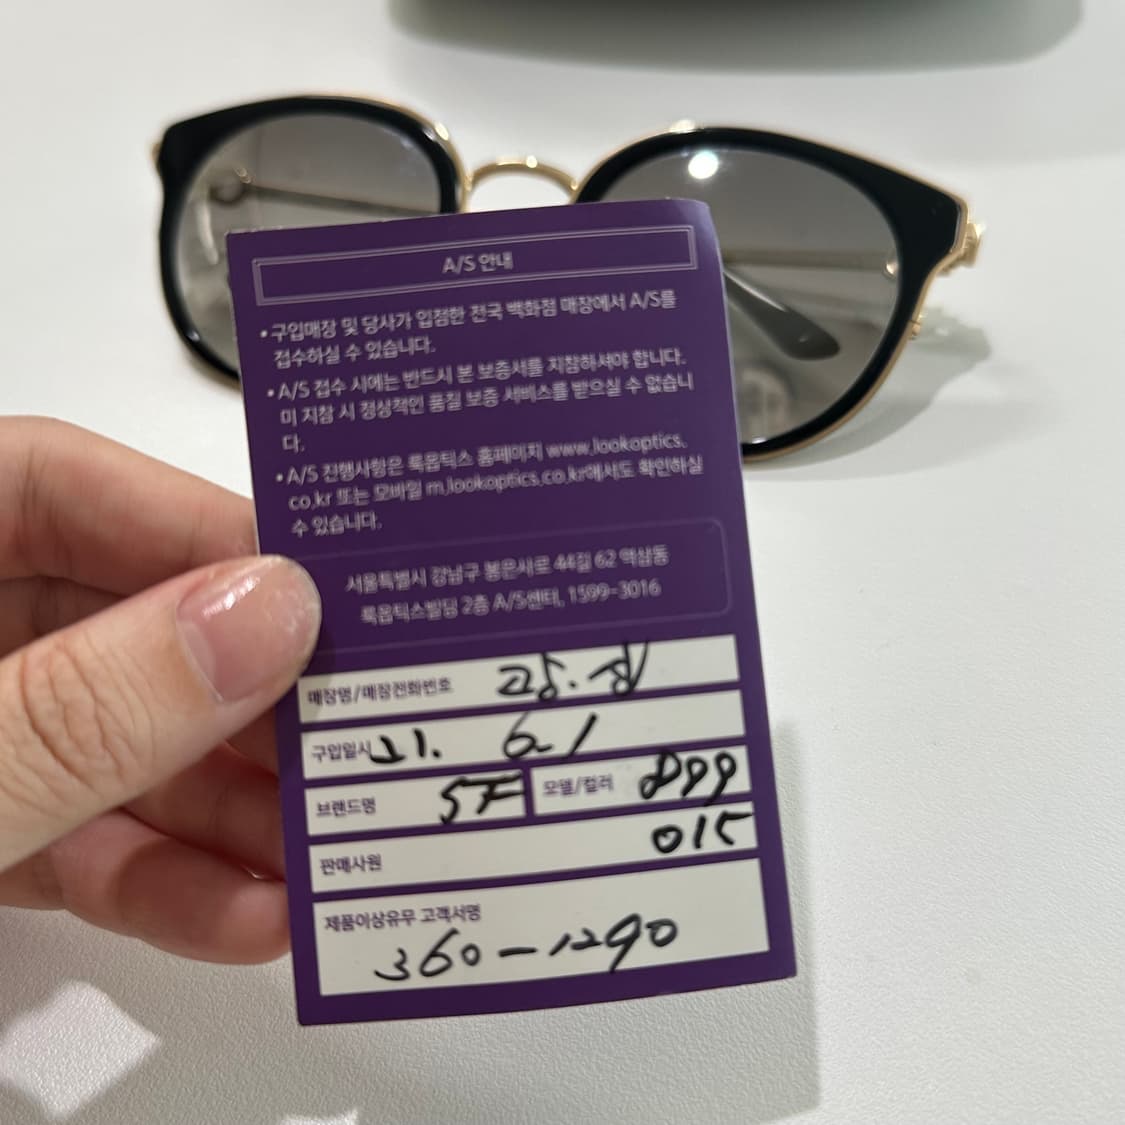 A/S 안내
• 구입매장 및 당사가 입점한 전국 백화점 매장에서 A/S를
접수하실 수 있습니다.
• A/S 접수 시에는 반드시 본 보증서를 지참하셔야 합니다.
미 지참 시 정상적인 품질 보증 서비스를 받으실 수 없습니
다.
• A/S 진행사항은 룩옵틱스 홈페이지 www.lookoptics.
co.kr 또는 모바일 m.lookoptics.co.kr에서도 확인하실
수 있습니다.
서울특별시 강남구 봉은사로 44길 62 역삼동
룩옵틱스빌딩 2층 A/S센터, 1599-3016
매장명/매장전화번호
구입일시 21. 6. 1
브랜드명 SF 모델/컬러 899
판매사원 015
제품이상유무 고객서명
360-1290